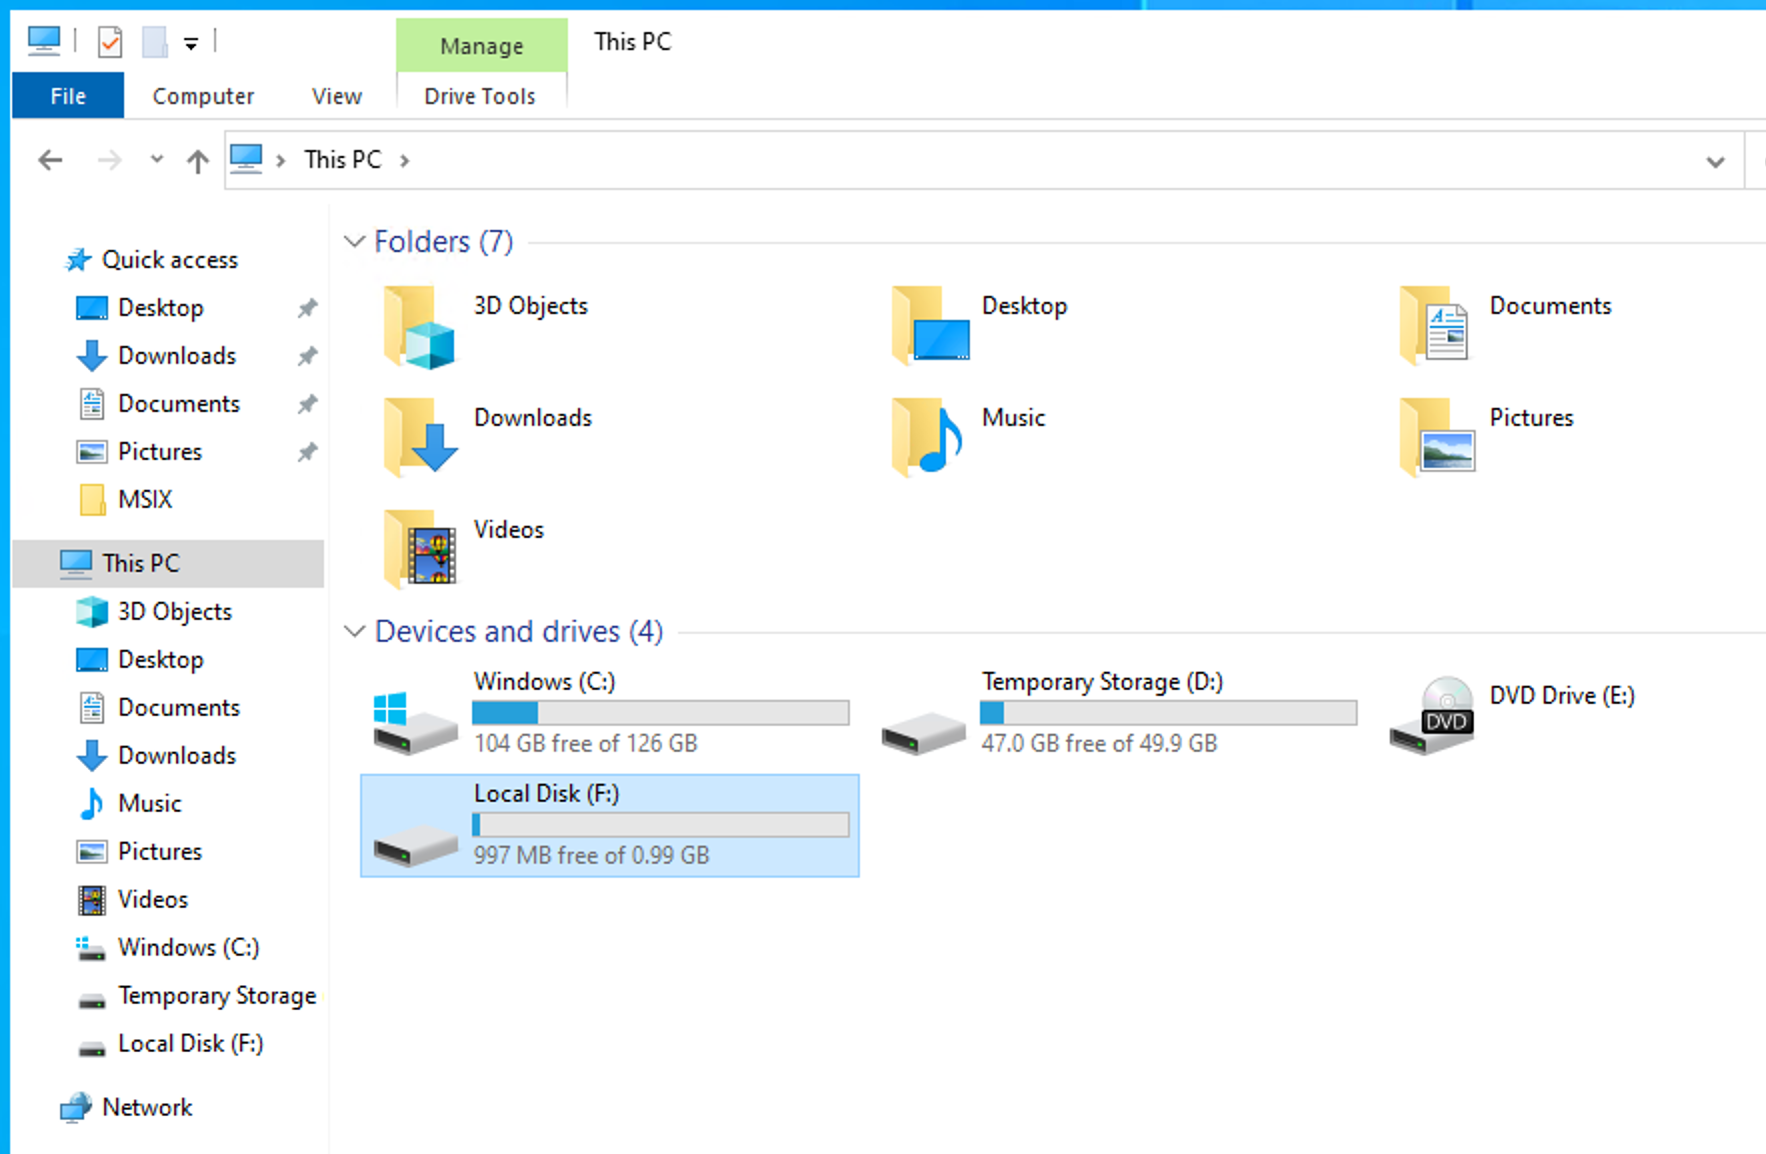 Manage
This PC
File
Computer
View
Drive Tools
This PC
Quick access
Desktop
Downloads
Documents
Pictures
MSIX
This PC
3D Objects
Desktop
Documents
Downloads
Music
Pictures
Videos
Windows (C:)
Temporary Storage
Local Disk (F:)
Network
Folders (7)
3D Objects
Desktop
Documents
Downloads
Music
Pictures
Videos
Devices and drives (4)
Windows (C:)
104 GB free of 126 GB
Temporary Storage (D:)
47.0 GB free of 49.9 GB
DVD Drive (E:)
DVD
Local Disk (F:)
997 MB free of 0.99 GB